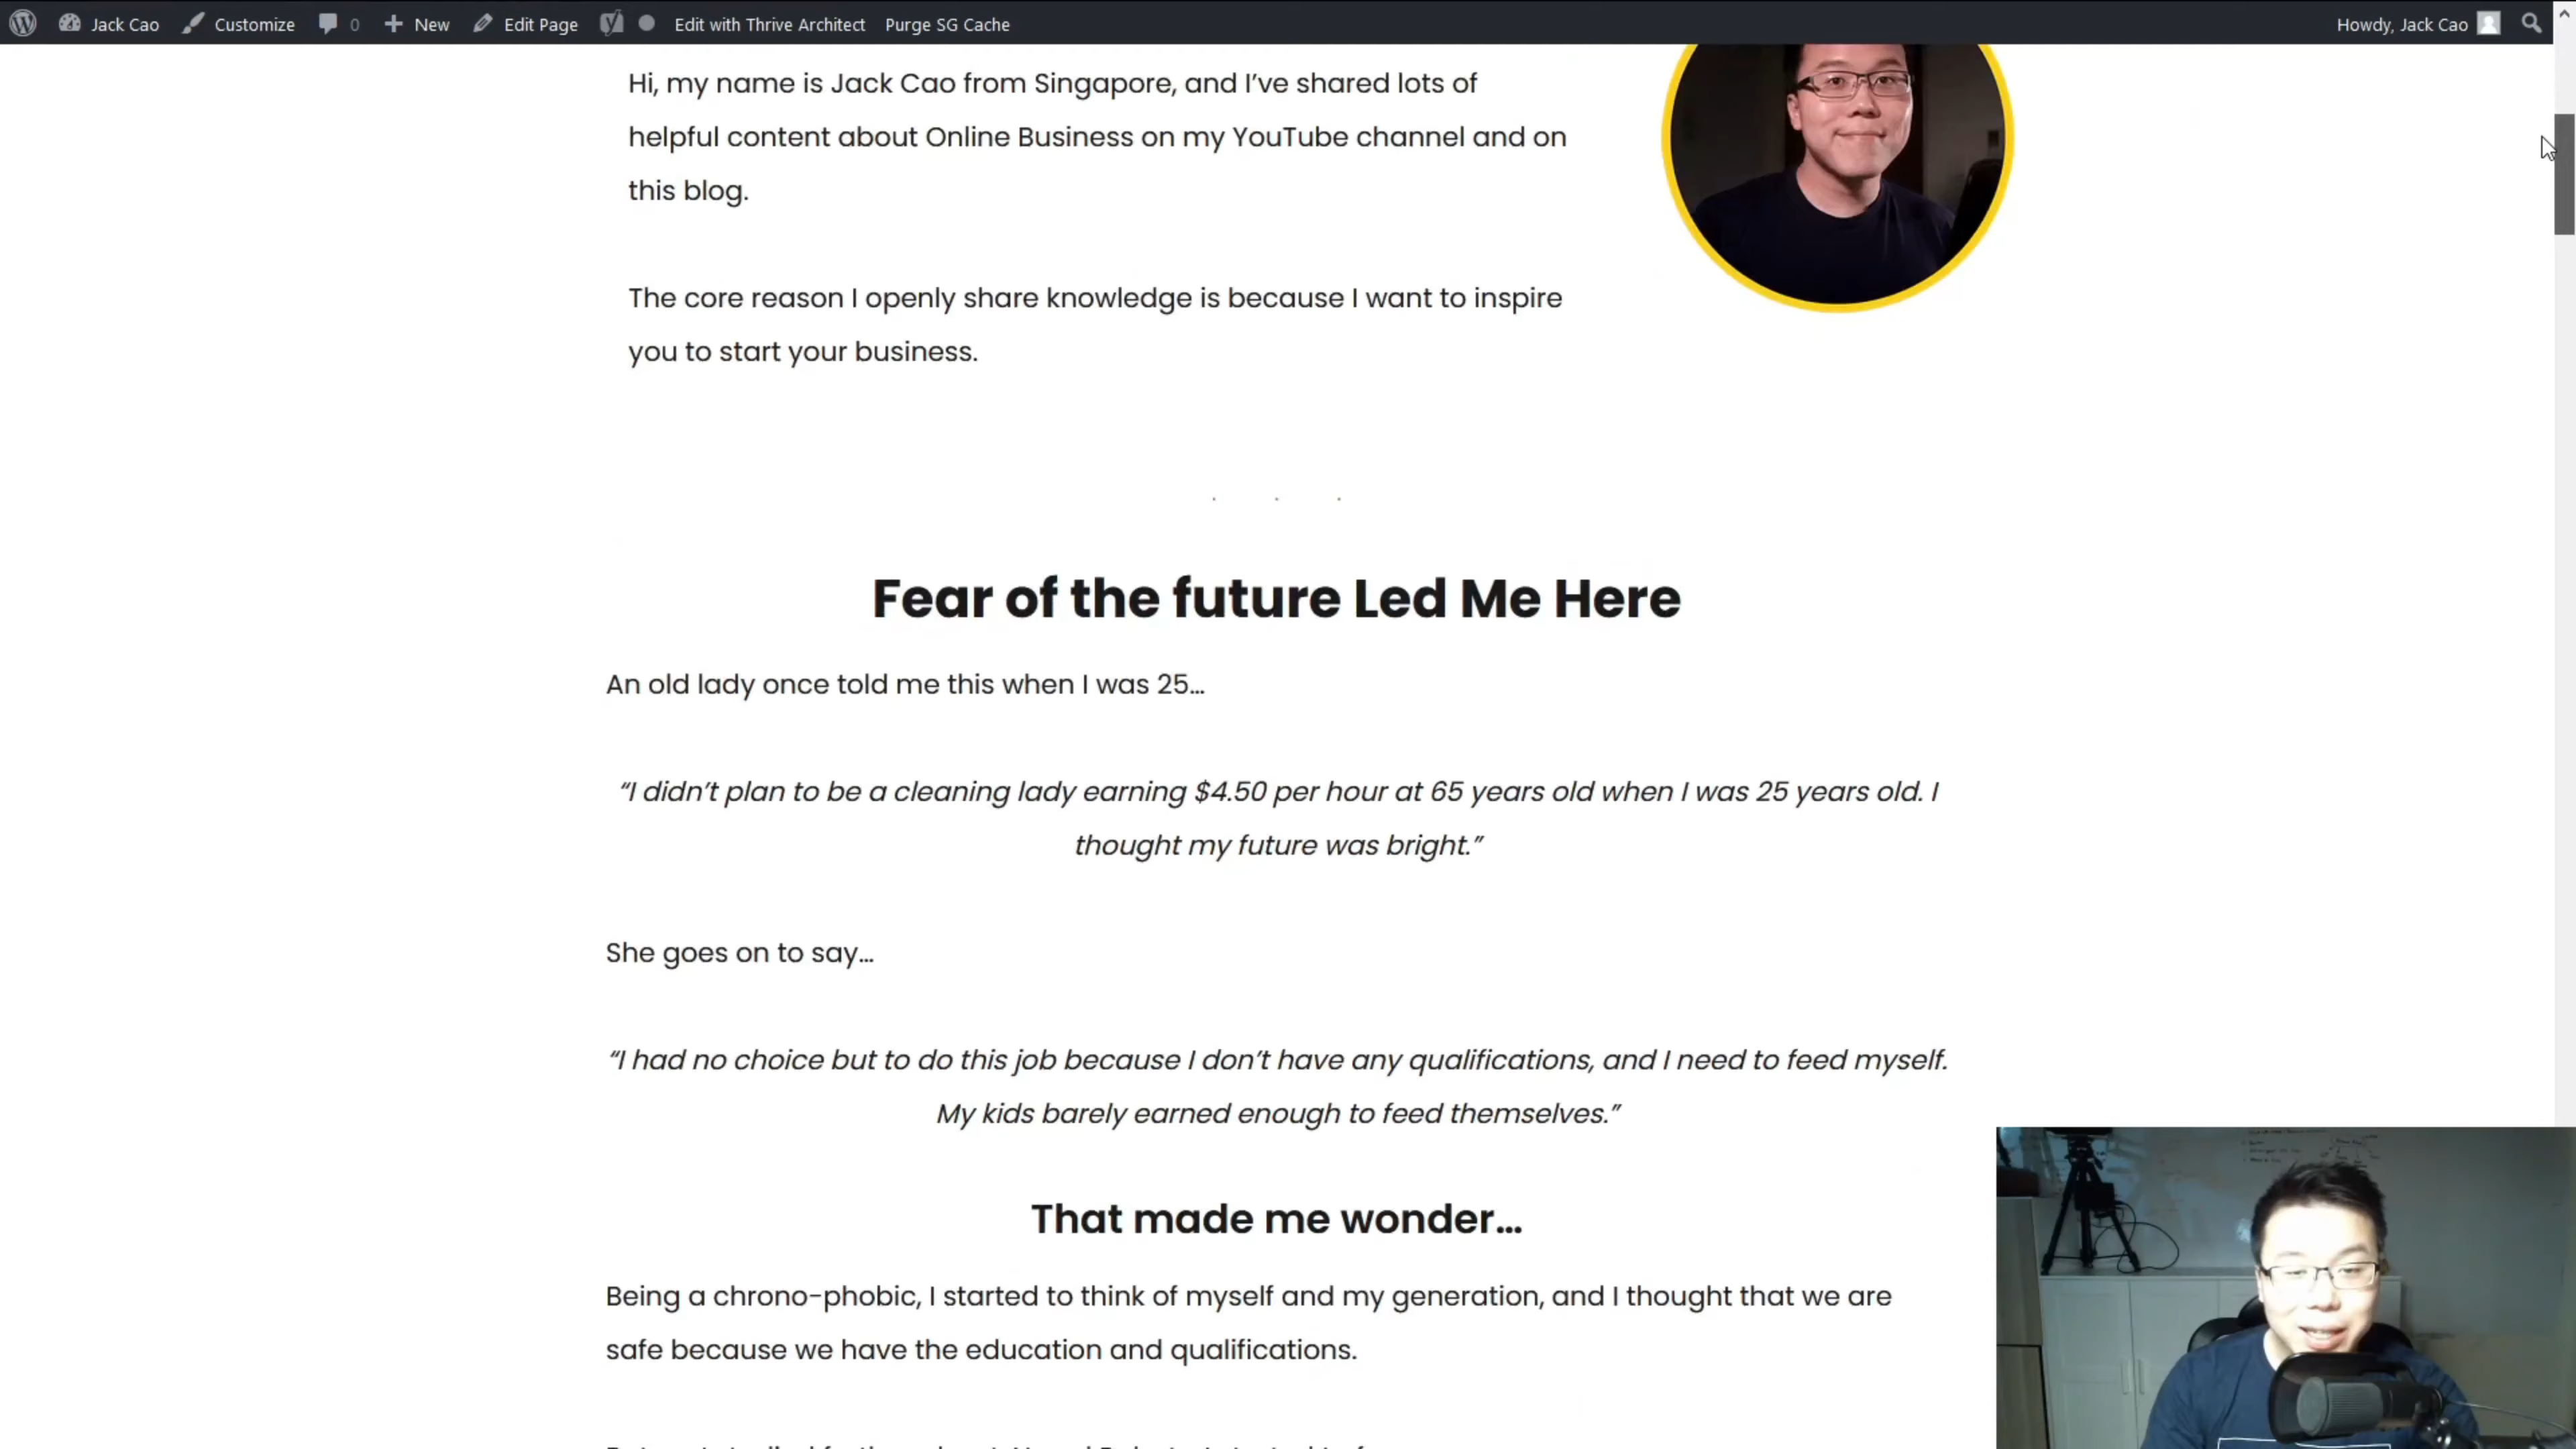 Jack Cao Customize 0 New Edit Page Edit with Thrive Architect Purge SG Cache Howdy, Jack Cao
Hi, my name is Jack Cao from Singapore, and I’ve shared lots of
helpful content about Online Business on my YouTube channel and on
this blog.
The core reason I openly share knowledge is because I want to inspire
you to start your business.
. . .
Fear of the future Led Me Here
An old lady once told me this when I was 25…
“I didn’t plan to be a cleaning lady earning $4.50 per hour at 65 years old when I was 25 years old. I
thought my future was bright.”
She goes on to say…
“I had no choice but to do this job because I don’t have any qualifications, and I need to feed myself.
My kids barely earned enough to feed themselves.”
That made me wonder…
Being a chrono-phobic, I started to think of myself and my generation, and I thought that we are
safe because we have the education and qualifications.